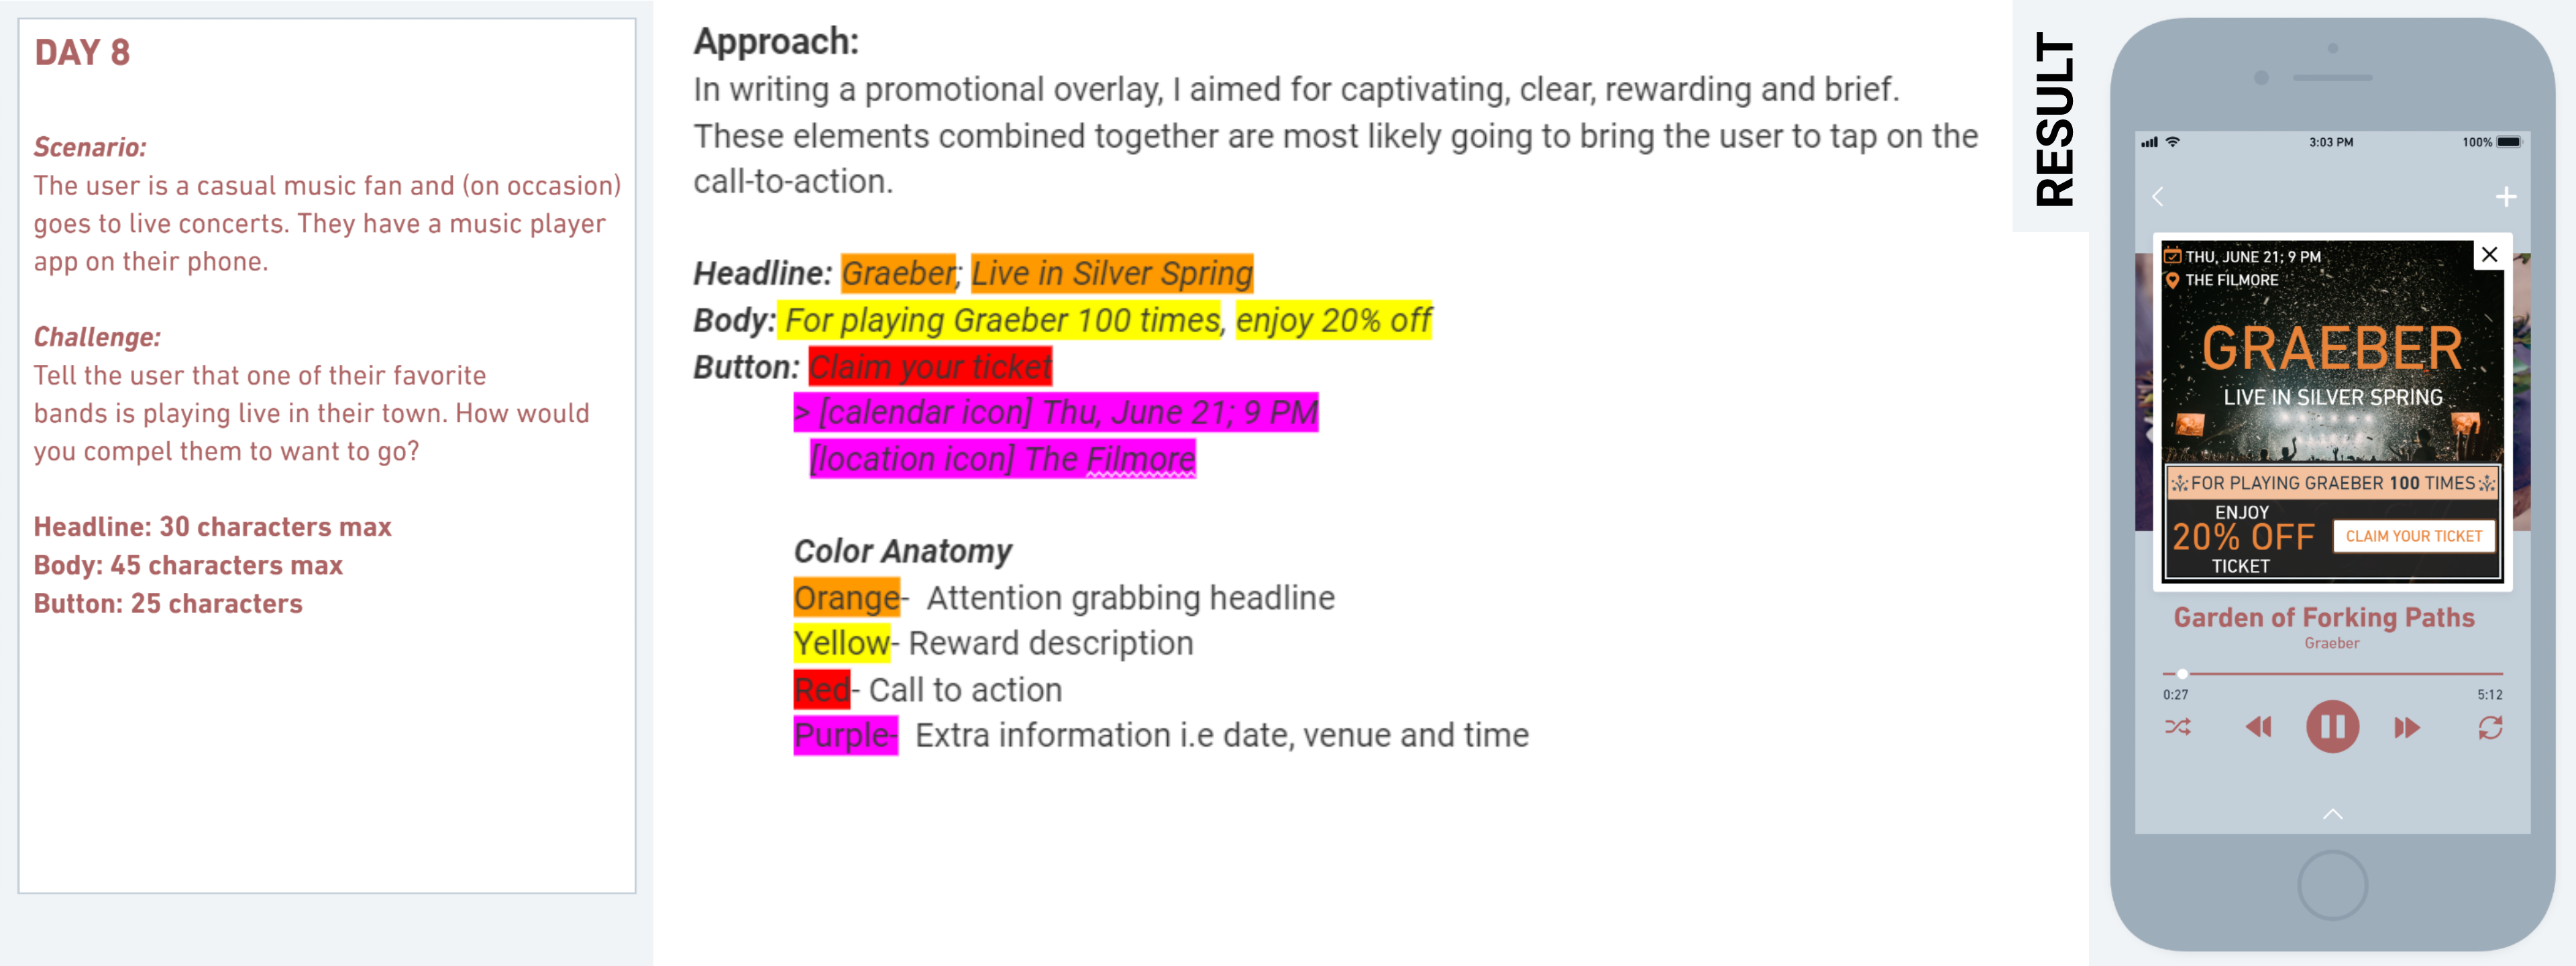 DAY 8
Scenario:
The user is a casual music fan and (on occasion)
goes to live concerts. They have a music player
app on their phone.
Challenge:
Tell the user that one of their favorite
bands is playing live in their town. How would
you compel them to want to go?
Headline: 30 characters max
Body: 45 characters max
Button: 25 characters
Approach:
In writing a promotional overlay, I aimed for captivating, clear, rewarding and brief.
These elements combined together are most likely going to bring the user to tap on the
call-to-action.
Headline: Graeber; Live in Silver Spring
Body: For playing Graeber 100 times, enjoy 20% off
Button: Claim your ticket
> [calendar icon] Thu, June 21; 9 PM
[location icon] The Filmore
Color Anatomy
Orange- Attention grabbing headline
Yellow- Reward description
Red- Call to action
Purple- Extra information i.e date, venue and time
RESULT
3:03 PM
100%
THU, JUNE 21; 9 PM
THE FILMORE
GRAEBER
LIVE IN SILVER SPRING
FOR PLAYING GRAEBER 100 TIMES
ENJOY
20% OFF
TICKET
CLAIM YOUR TICKET
Garden of Forking Paths
Graeber
0:27
5:12